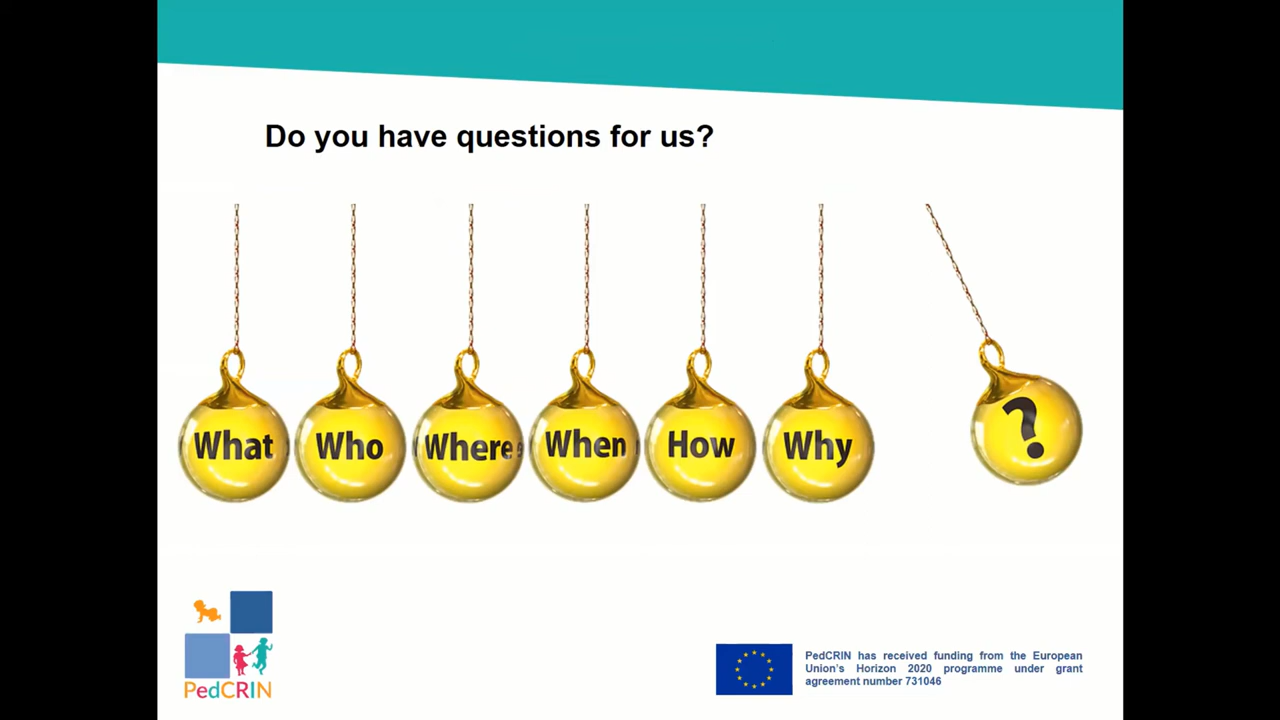 Do you have questions for us?
What Who Where When How Why ?
PedCRIN
PedCRIN has received funding from the European
Union's Horizon 2020 programme under grant
agreement number 731046